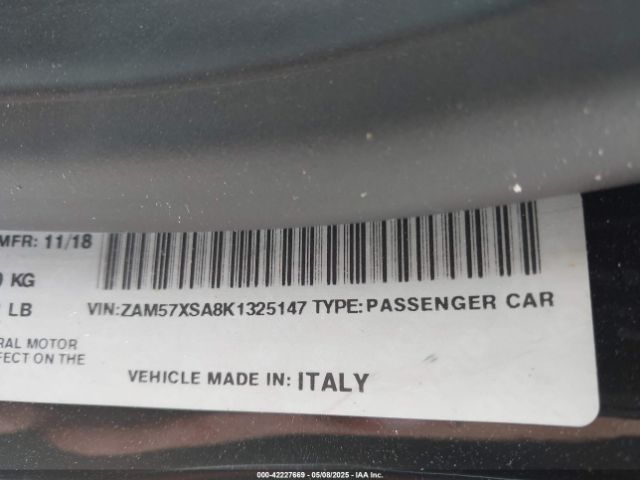 MFR: 11/18
KG
LB
VIN:ZAM57XSA8K1325147 TYPE:PASSENGER CAR
RAL MOTOR
FECT ON THE
VEHICLE MADE IN: ITALY
000-42227669 - 05/08/2025 - IAA Inc.